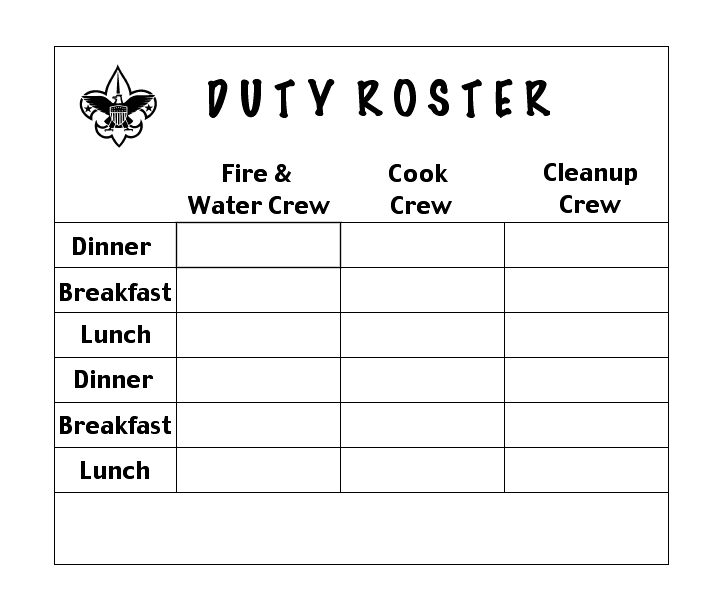 DUTY ROSTER
Fire & Cook Cleanup
Water Crew Crew Crew
Dinner
Breakfast
Lunch
Dinner
Breakfast
Lunch